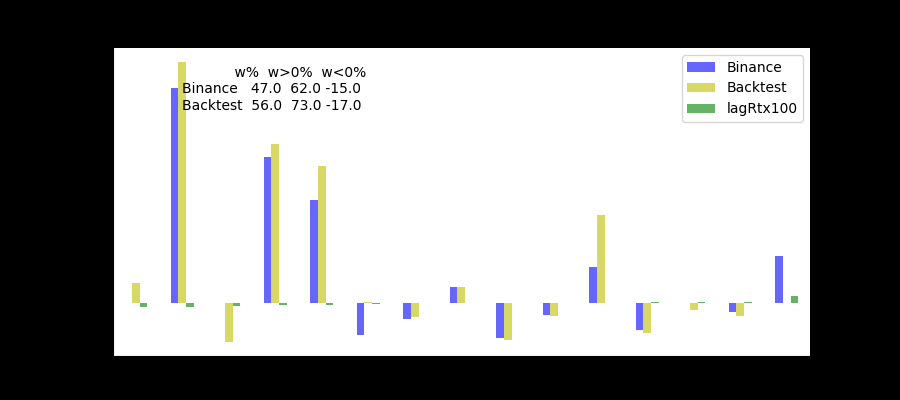 w%  w>0%  w<0%
Binance   47.0  62.0 -15.0
Backtest  56.0  73.0 -17.0
Binance
Backtest
lagRtx100